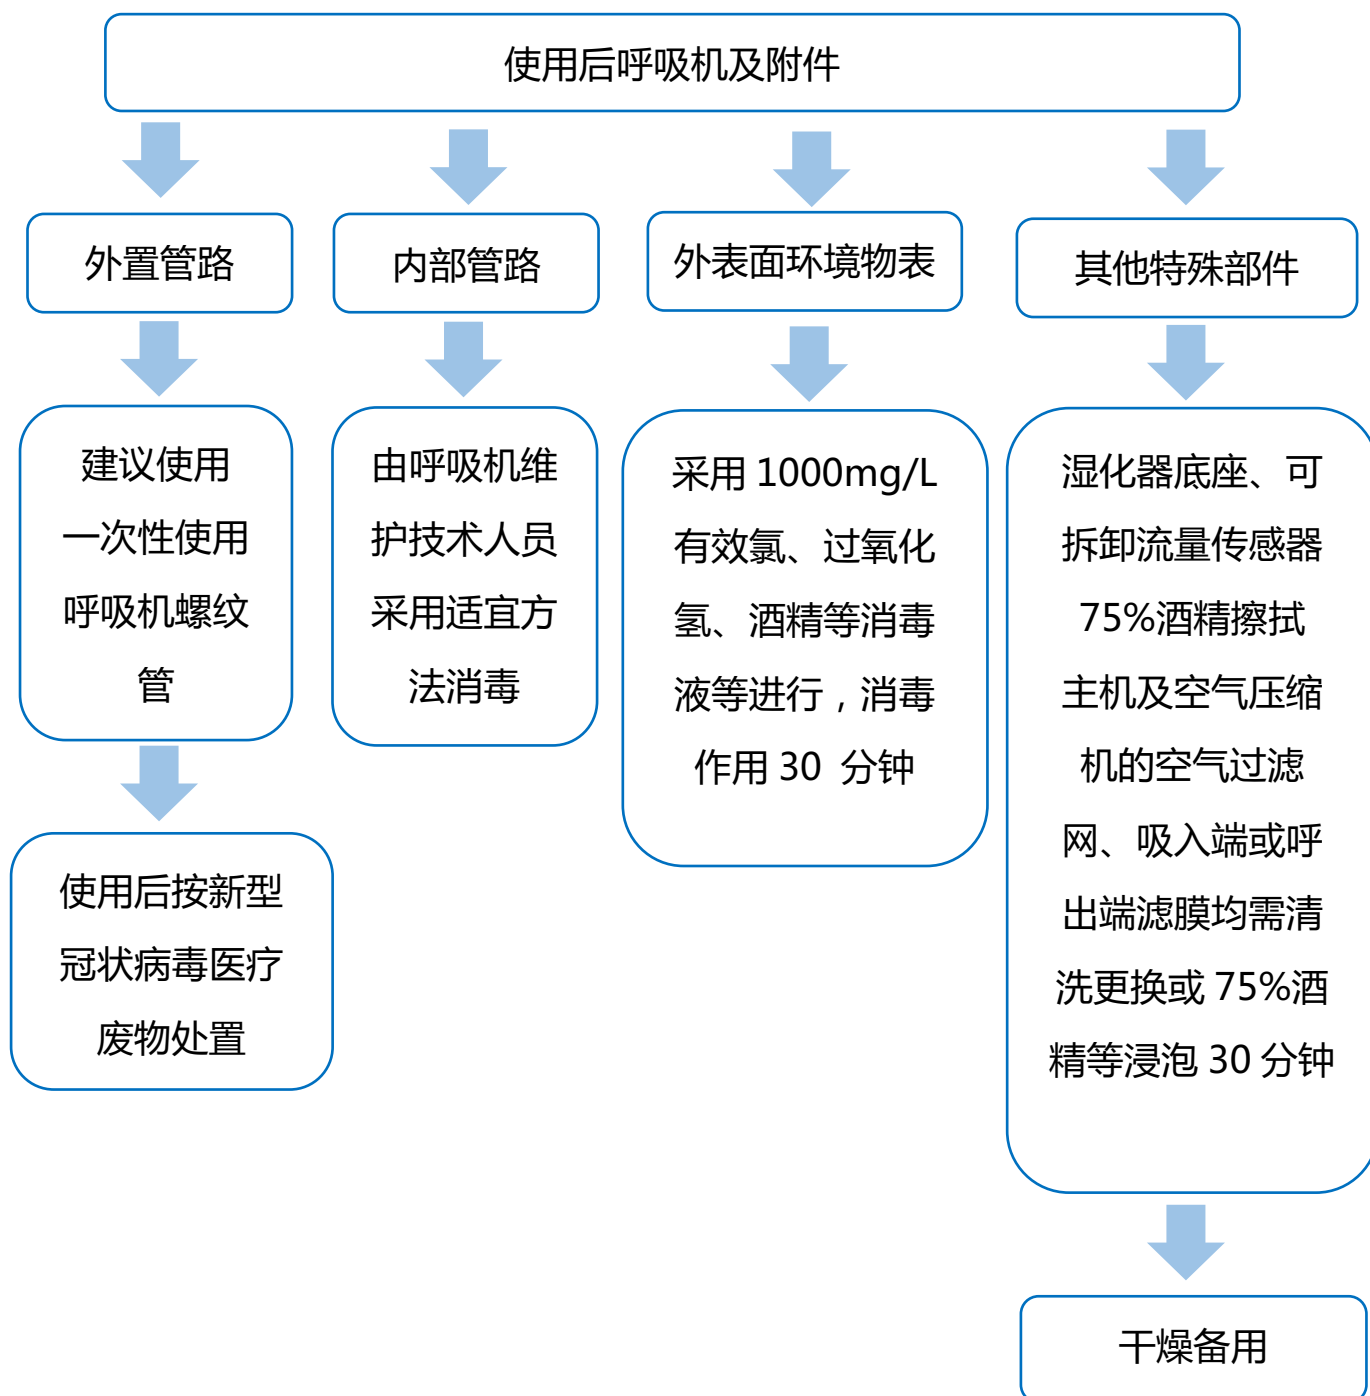 使用后呼吸机及附件
外置管路
内部管路
外表面环境物表
其他特殊部件
建议使用
一次性使用
呼吸机螺纹
管
由呼吸机维
护技术人员
采用适宜方
法消毒
采用 1000mg/L
有效氯、过氧化
氢、酒精等消毒
液等进行，消毒
作用 30 分钟
湿化器底座、可
拆卸流量传感器
75%酒精擦拭
主机及空气压缩
机的空气过滤
网、吸入端或呼
出端滤膜均需清
洗更换或 75%酒
精等浸泡 30 分钟
使用后按新型
冠状病毒医疗
废物处置
干燥备用